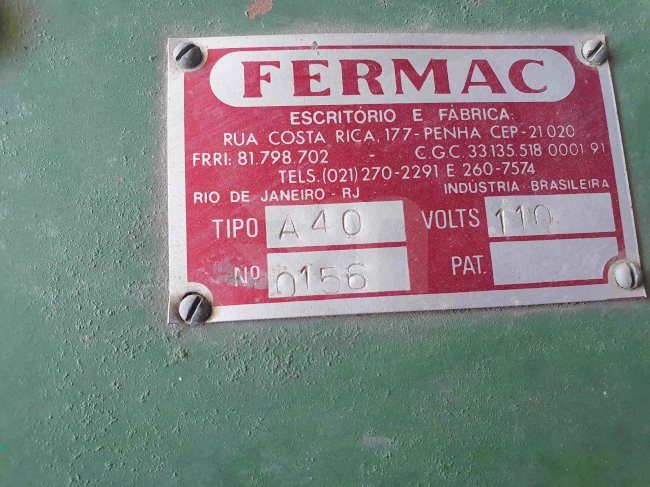 FERMAC
ESCRITÓRIO E FÁBRICA:
RUA COSTA RICA, 177-PENHA CEP-21020
FRRI: 81.798.702 - C.G.C. 33.135.518 0001 91
TELS. (021) 270-2291 E 260-7574
RIO DE JANEIRO - RJ INDÚSTRIA BRASILEIRA
TIPO A40 VOLTS 110
Nº 0156 PAT.